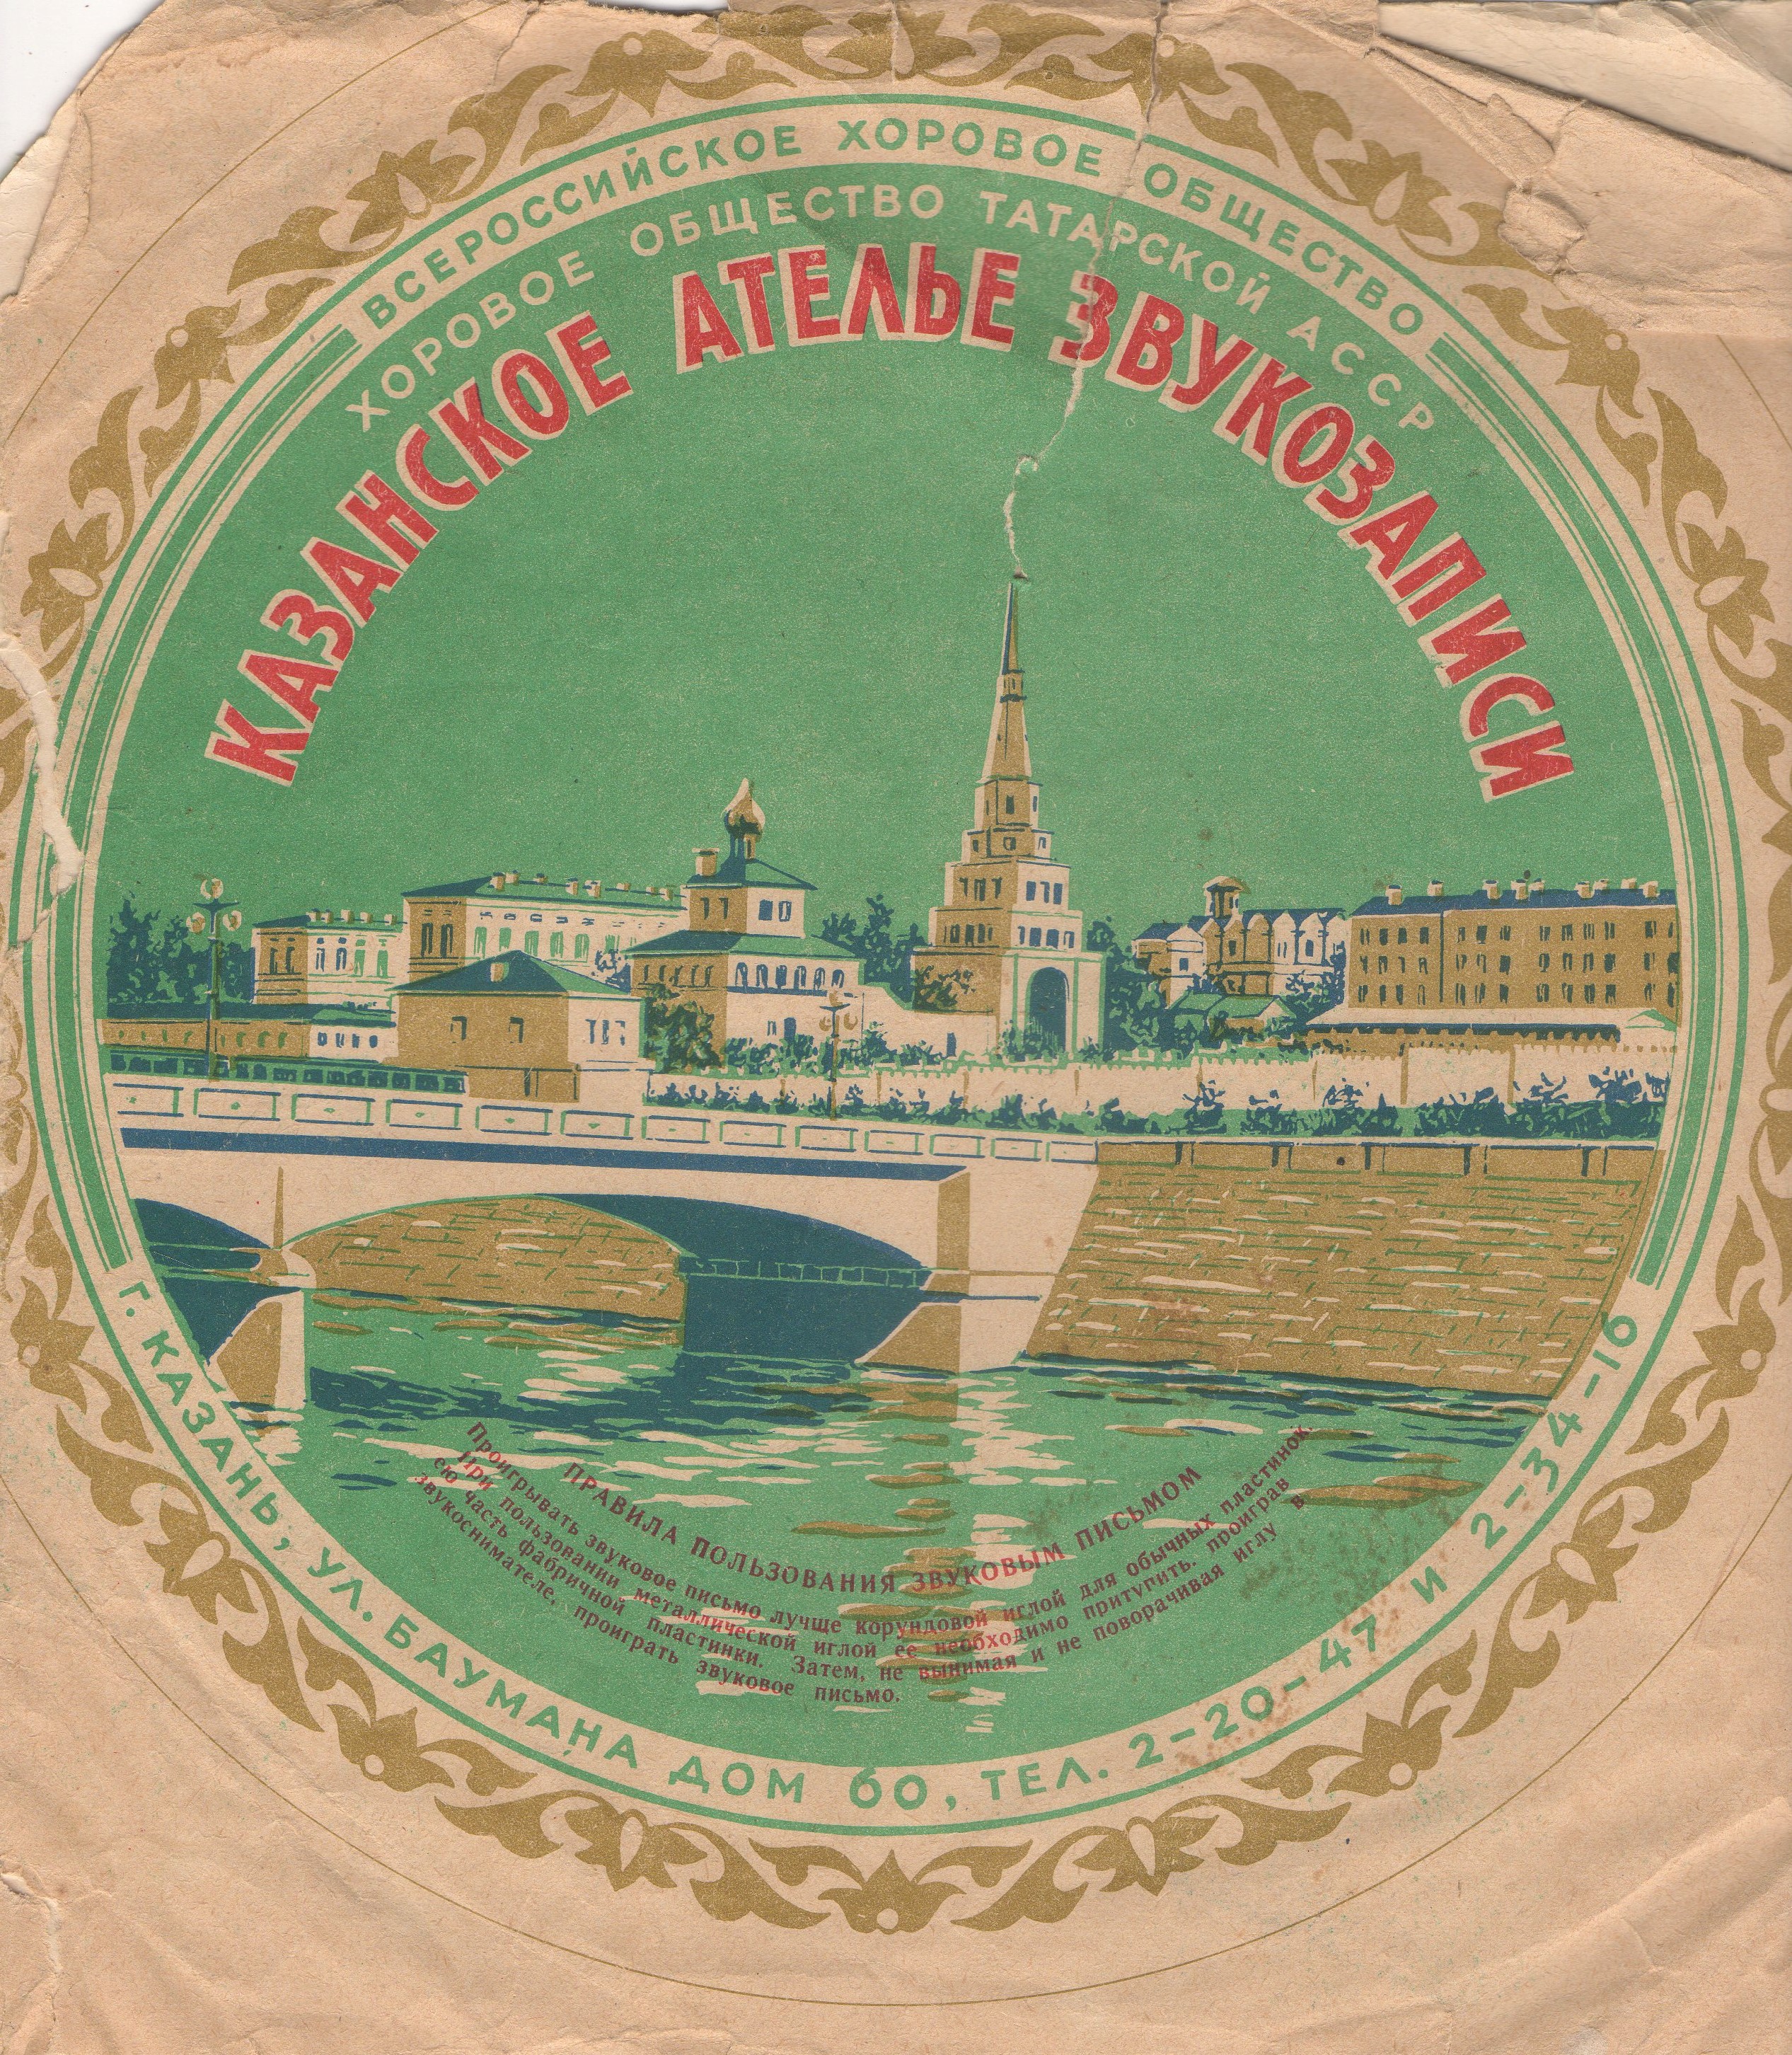 ВСЕРОССИЙСКОЕ ХОРОВОЕ ОБЩЕСТВО
ХОРОВОЕ ОБЩЕСТВО ТАТАРСКОЙ АССР
КАЗАНСКОЕ АТЕЛЬЕ ЗВУКОЗАПИСИ
ПРАВИЛА ПОЛЬЗОВАНИЯ ЗВУКОВЫМ ПИСЬМОМ
Проигрывать звуковое письмо лучше корундовой иглой для обычных пластинок.
При пользовании металлической иглой ее необходимо притупить, проиграв
ею часть фабричной пластинки. Затем, не вынимая и не поворачивая иглу в
звукоснимателе, проиграть звуковое письмо.
Г. КАЗАНЬ, УЛ. БАУМАНА ДОМ 60, ТЕЛ. 2-20-47 И 2-34-16